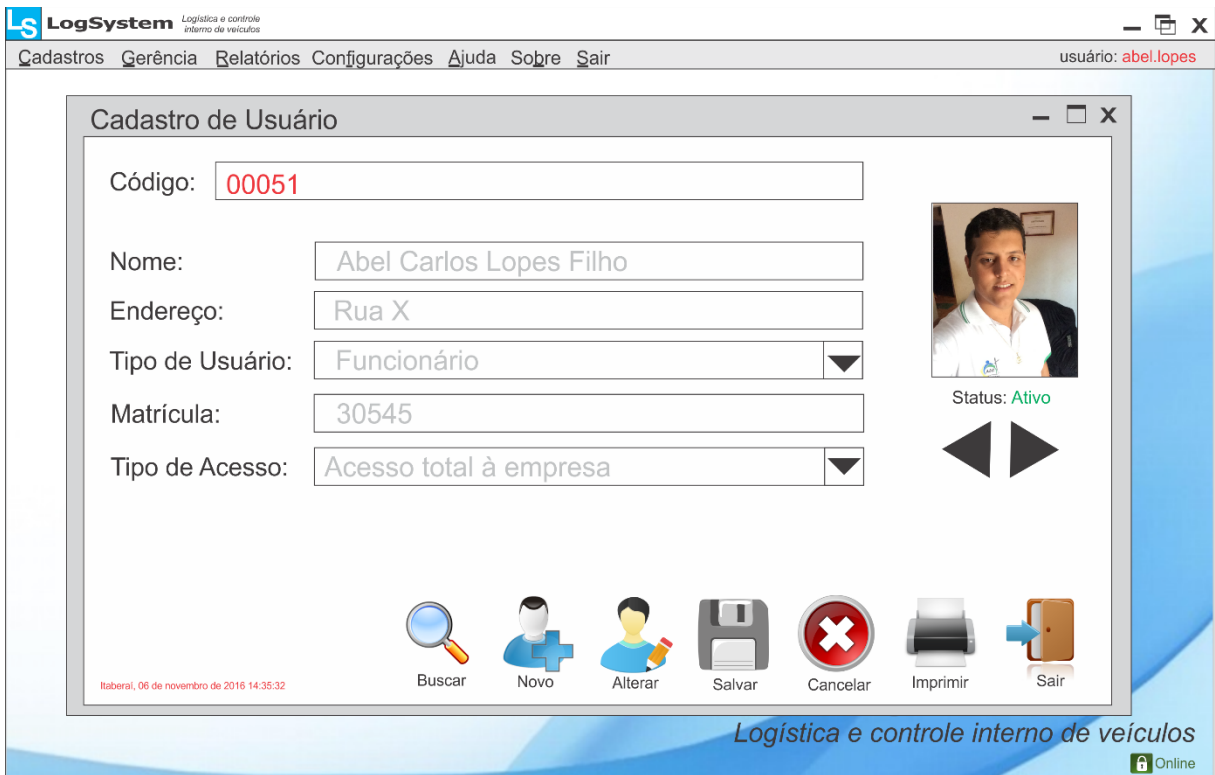 LS LogSystem Logística e controle
interno de veículos
Cadastros Gerência Relatórios Configurações Ajuda Sobre Sair usuário: abel.lopes
Cadastro de Usuário
Código: 00051
Nome: Abel Carlos Lopes Filho
Endereço: Rua X
Tipo de Usuário: Funcionário
Matrícula: 30545
Tipo de Acesso: Acesso total à empresa
Status: Ativo
Buscar Novo Alterar Salvar Cancelar Imprimir Sair
Itaberaí, 06 de novembro de 2016 14:35:32
Logística e controle interno de veículos
Online